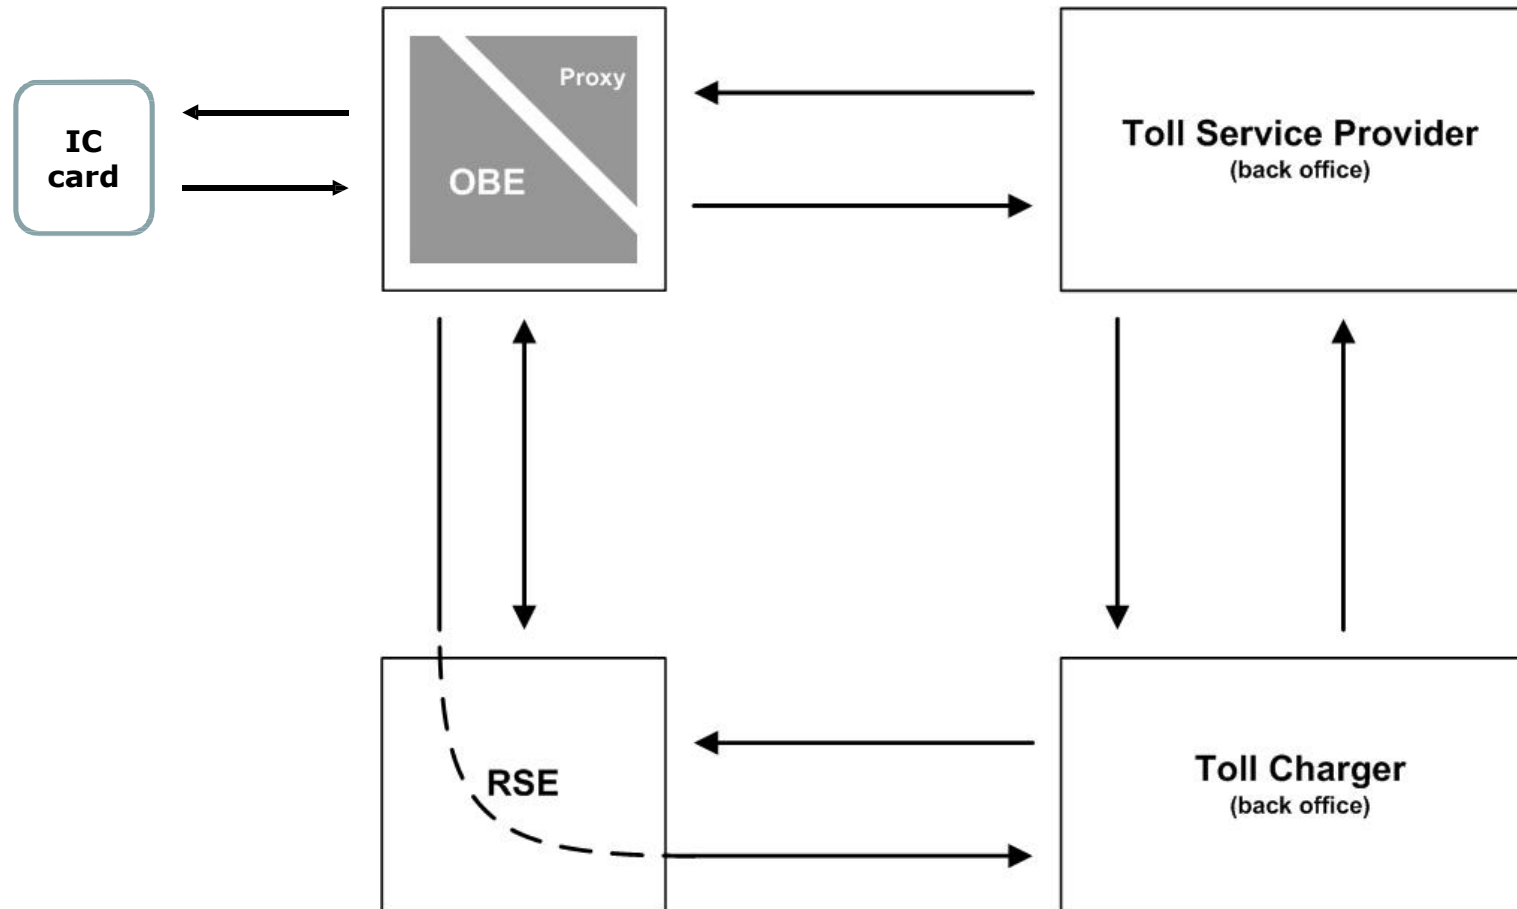 Proxy
IC
card
OBE
Toll Service Provider
(back office)
RSE
Toll Charger
(back office)